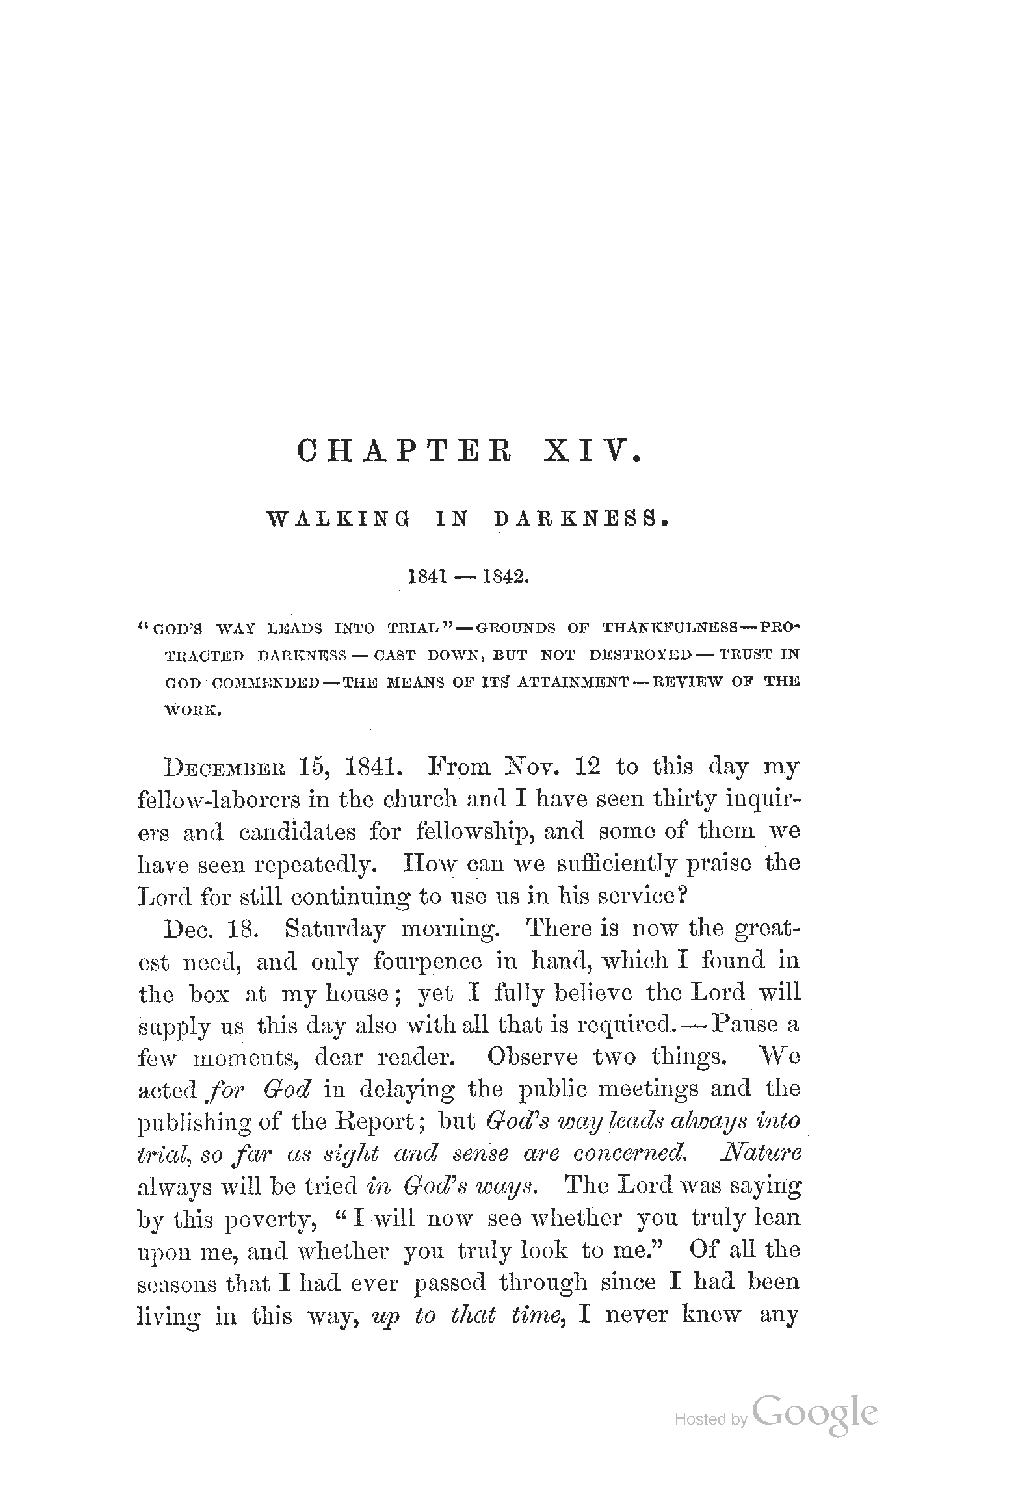 CHAPTER XIV.
WALKING IN DARKNESS.
1841 — 1842.
"GOD'S WAY LEADS INTO TRIAL"—GROUNDS OF THANKFULNESS—PRO-
TRACTED DARKNESS — CAST DOWN, BUT NOT DESTROYED — TRUST IN
GOD COMMENDED—THE MEANS OF ITS ATTAINMENT—REVIEW OF THE
WORK.
DECEMBER 15, 1841. From Nov. 12 to this day my
fellow-laborers in the church and I have seen thirty inquir-
ers and candidates for fellowship, and some of them we
have seen repeatedly. How can we sufficiently praise the
Lord for still continuing to use us in his service?
Dec. 18. Saturday morning. There is now the great-
est need, and only fourpence in hand, which I found in
the box at my house; yet I fully believe the Lord will
supply us this day also with all that is required.—Pause a
few moments, dear reader. Observe two things. We
acted for God in delaying the public meetings and the
publishing of the Report; but God's way leads always into
trial, so far as sight and sense are concerned. Nature
always will be tried in God's ways. The Lord was saying
by this poverty, "I will now see whether you truly lean
upon me, and whether you truly look to me." Of all the
seasons that I had ever passed through since I had been
living in this way, up to that time, I never knew any
Hosted by Google